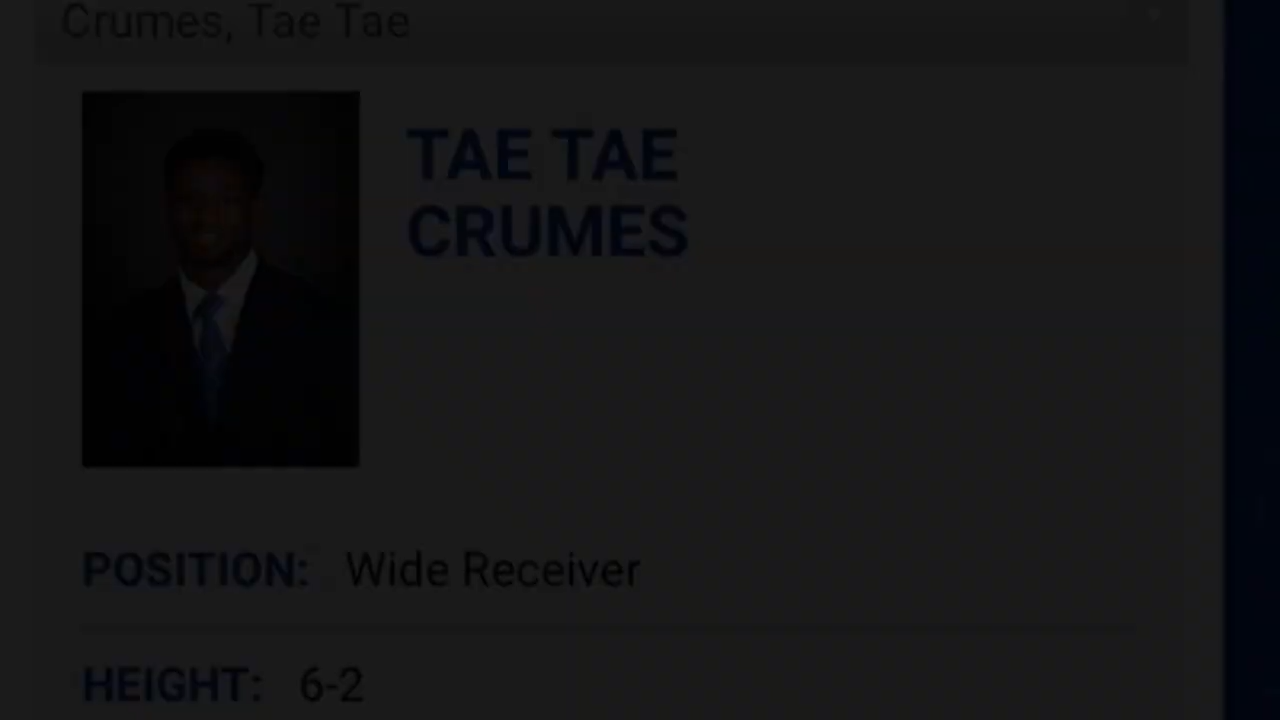 Crumes, Tae Tae
TAE TAE
CRUMES
POSITION: Wide Receiver
HEIGHT: 6-2